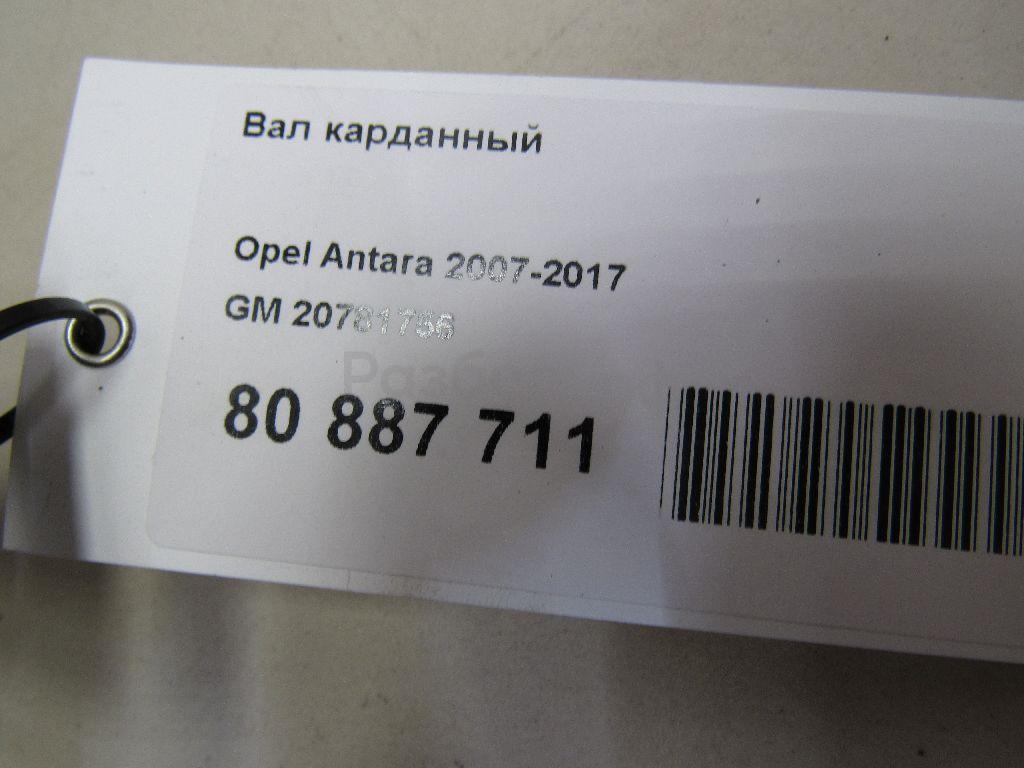 Вал карданный
Opel Antara 2007-2017
GM 20781756
80 887 711